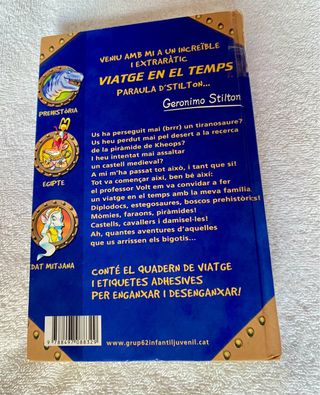 VENIU AMB MI A UN INCREÏBLE
I EXTRARÀTIC
VIATGE EN EL TEMPS
PARAULA D'STILTON...
Geronimo Stilton
PREHISTÒRIA
Us ha perseguit mai (brrr) un tiranosaure?
Us heu perdut mai pel desert a la recerca
de la piràmide de Kheops?
I heu intentat mai assaltar
un castell medieval?
A mi m'ha passat tot això, i tant que sí!
Tot va començar així, ben bé així:
el professor Volt em va convidar a fer
un viatge en el temps amb la meva família.
Diplodocs, estegosaures, boscos prehistòrics!
Mòmies, faraons, piràmides!
Castells, cavallers i damisel·les!
Ah, quantes aventures d'aquelles
que us arrissen els bigotis...
EGIPTE
EDAT MITJANA
CONTÉ EL QUADERN DE VIATGE
I ETIQUETES ADHESIVES
PER ENGANXAR I DESENGANXAR!
www.grup62infantiljuvenil.cat